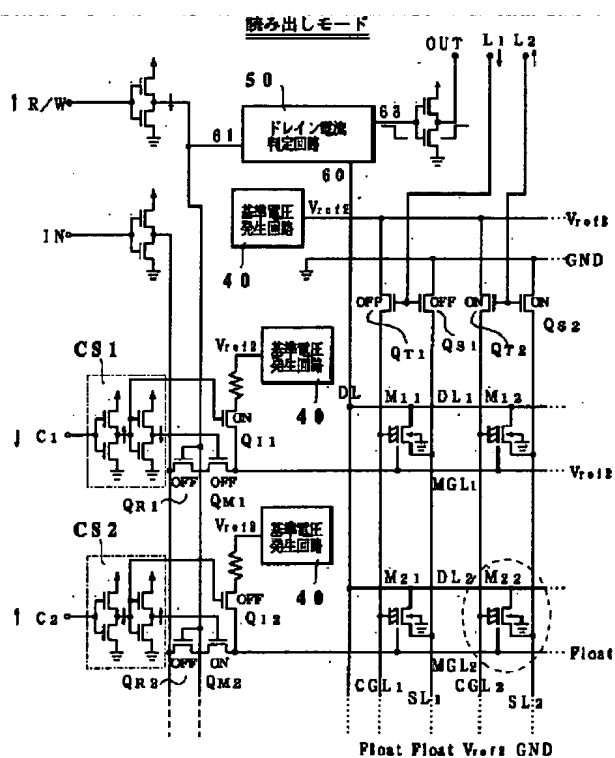 読み出しモード
OUT L1↓ L2↑
50
↑ R/W
61
ドレイン電流
判定回路
63
60
IN
基準電圧
発生回路
40
Vref2
Vref2
GND
OFF OFF ON ON
QT1 QS1 QT2 QS2
CS1
Vref2
基準電圧
発生回路
40
ON
QI1
DL M11 DL1 M12
↓ C1
OFF OFF
QR1 QM1
MGL1
Vref2
CS2
Vref2
基準電圧
発生回路
40
OFF
QI2
M21 DL2 M22
↑ C2
OFF ON
QR2 QM2
MGL2
Float
CGL1 SL1 CGL2 SL2
Float Float Vref2 GND